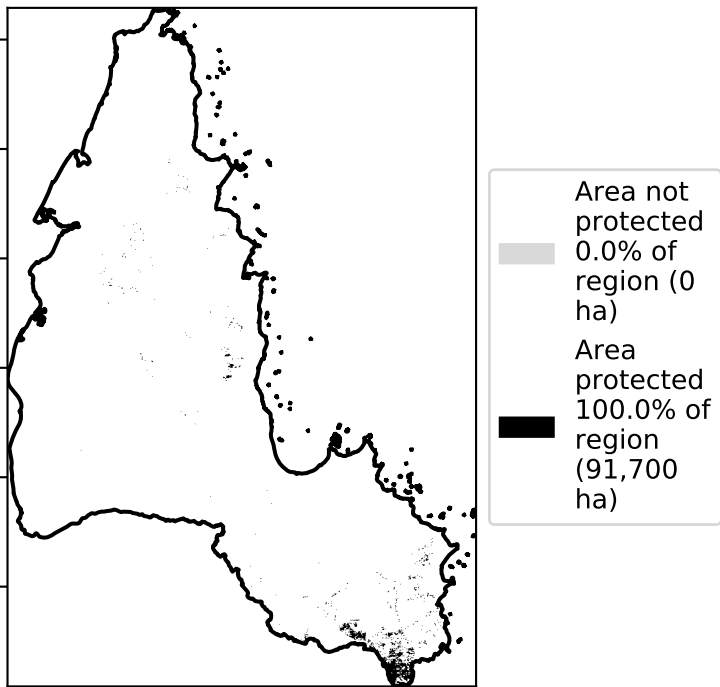 Area not
protected
0.0% of
region (0
ha)
Area
protected
100.0% of
region
(91,700
ha)